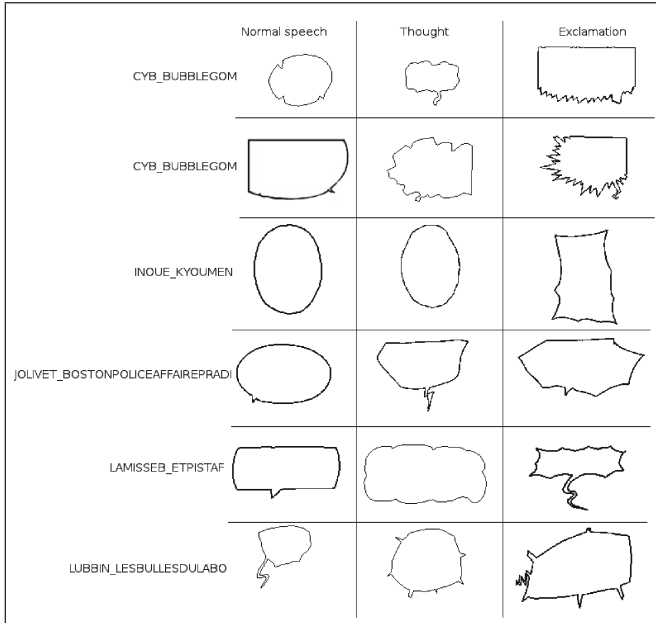 Normal speech Thought Exclamation
CYB_BUBBLEGOM
CYB_BUBBLEGOM
INOUE_KYOUMEN
JOLIVET_BOSTONPOLICEAFFAIREPRADI
LAMISSEB_ETPISTAF
LUBBIN_LESBULLESDULABO